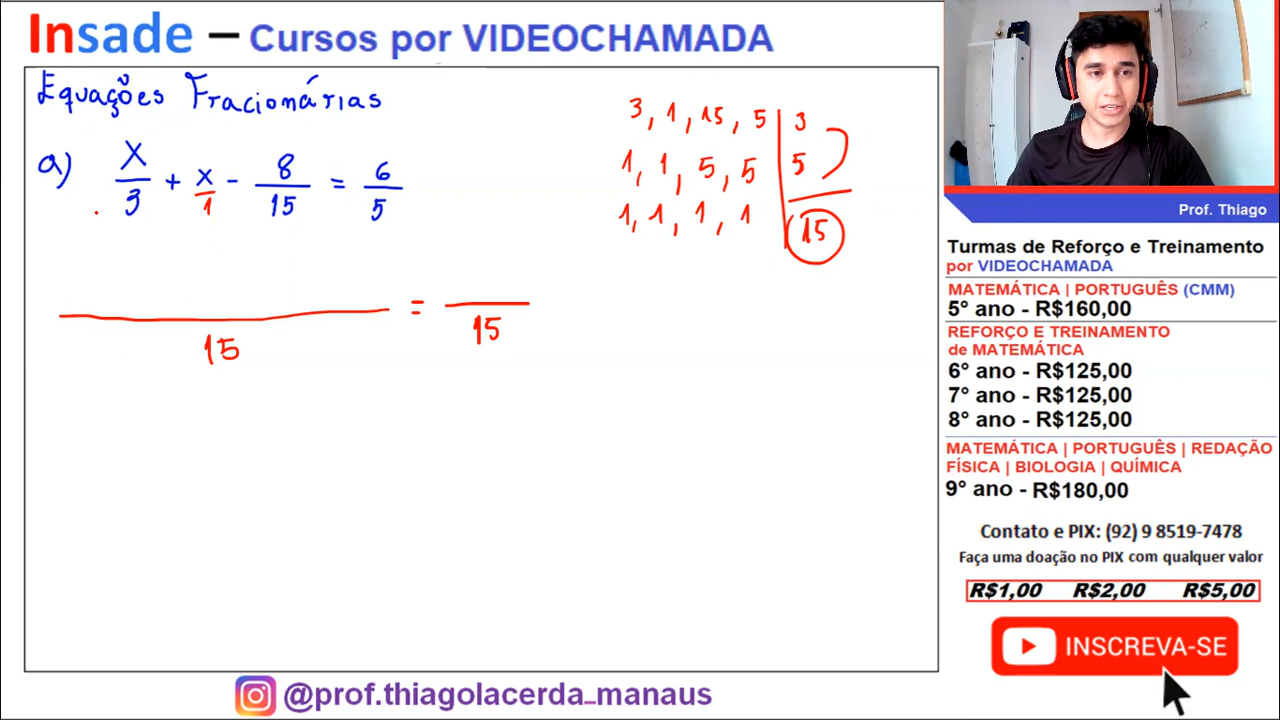 Insade – Cursos por VIDEOCHAMADA
Equações Fracionárias
a) x/3 + x/1 - 8/15 = 6/5
3, 1, 15, 5 | 3
1, 1, 5, 5 | 5
1, 1, 1, 1 | 15
=
15 15
Prof. Thiago
Turmas de Reforço e Treinamento
por VIDEOCHAMADA
MATEMÁTICA | PORTUGUÊS (CMM)
5° ano - R$160,00
REFORÇO E TREINAMENTO
de MATEMÁTICA
6° ano - R$125,00
7° ano - R$125,00
8° ano - R$125,00
MATEMÁTICA | PORTUGUÊS | REDAÇÃO
FÍSICA | BIOLOGIA | QUÍMICA
9° ano - R$180,00
Contato e PIX: (92) 9 8519-7478
Faça uma doação no PIX com qualquer valor
R$1,00 R$2,00 R$5,00
INSCREVA-SE
@prof.thiagolacerda_manaus